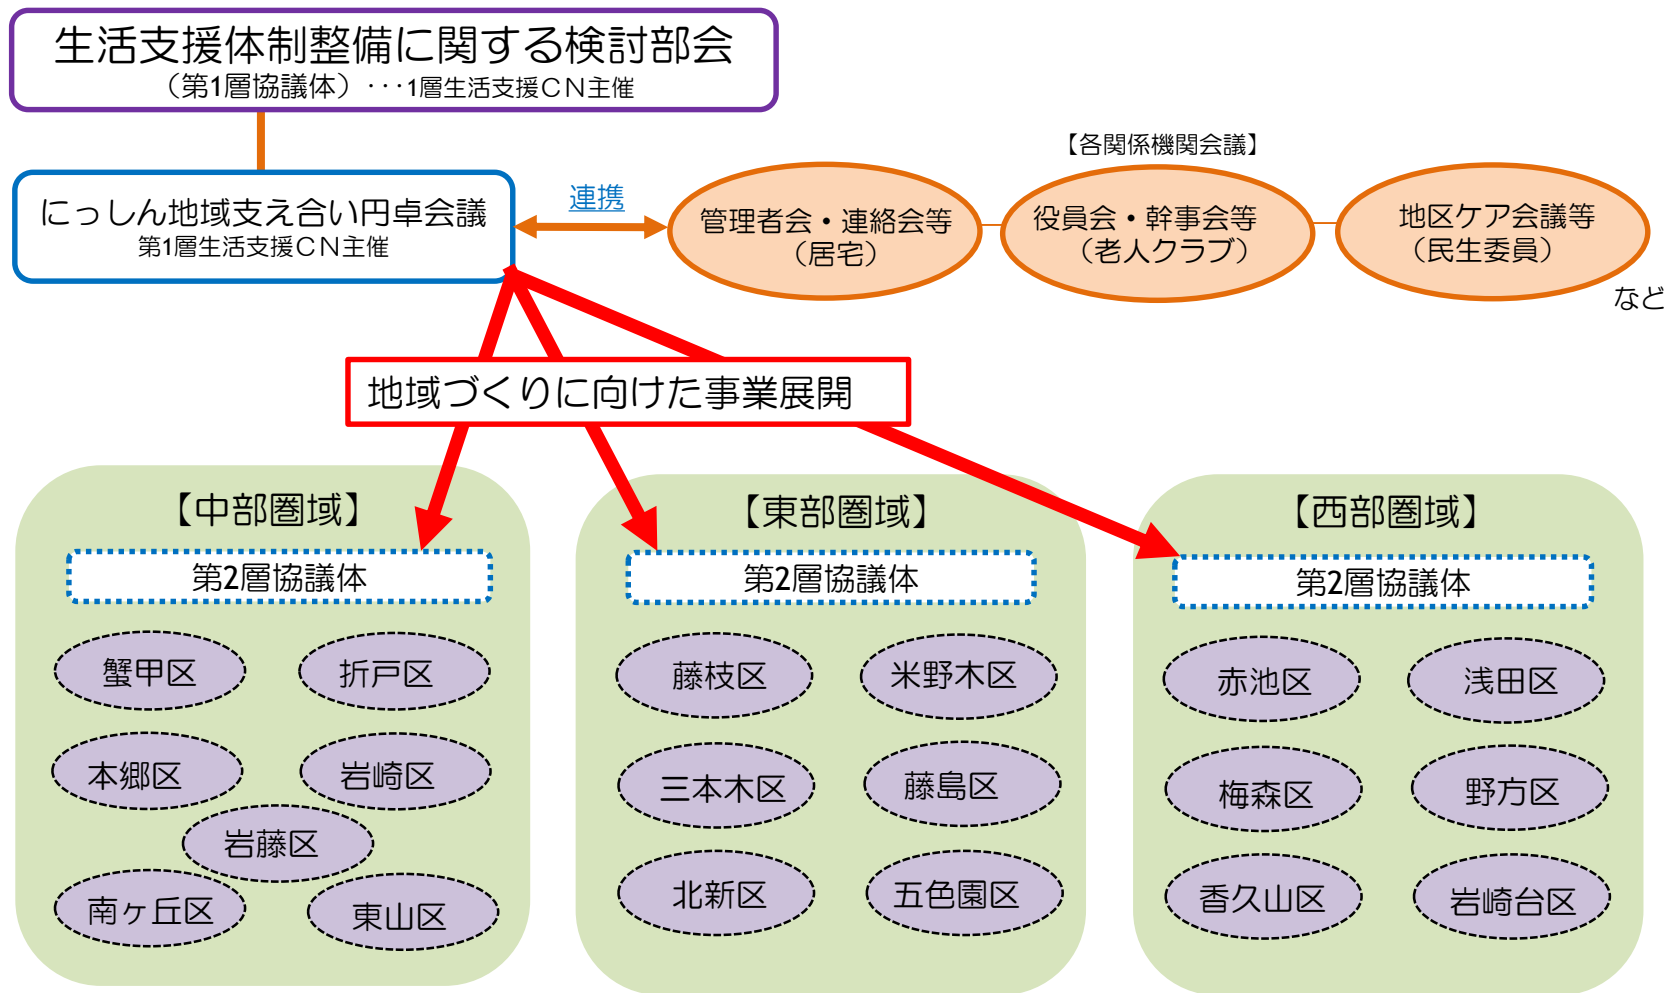 生活支援体制整備に関する検討部会
（第1層協議体）･･･1層生活支援ＣＮ主催
にっしん地域支え合い円卓会議
第1層生活支援ＣＮ主催
連携
【各関係機関会議】
管理者会・連絡会等
（居宅）
役員会・幹事会等
（老人クラブ）
地区ケア会議等
（民生委員）
など
地域づくりに向けた事業展開
【中部圏域】
第2層協議体
蟹甲区
折戸区
本郷区
岩崎区
岩藤区
南ヶ丘区
東山区
【東部圏域】
第2層協議体
藤枝区
米野木区
三本木区
藤島区
北新区
五色園区
【西部圏域】
第2層協議体
赤池区
浅田区
梅森区
野方区
香久山区
岩崎台区